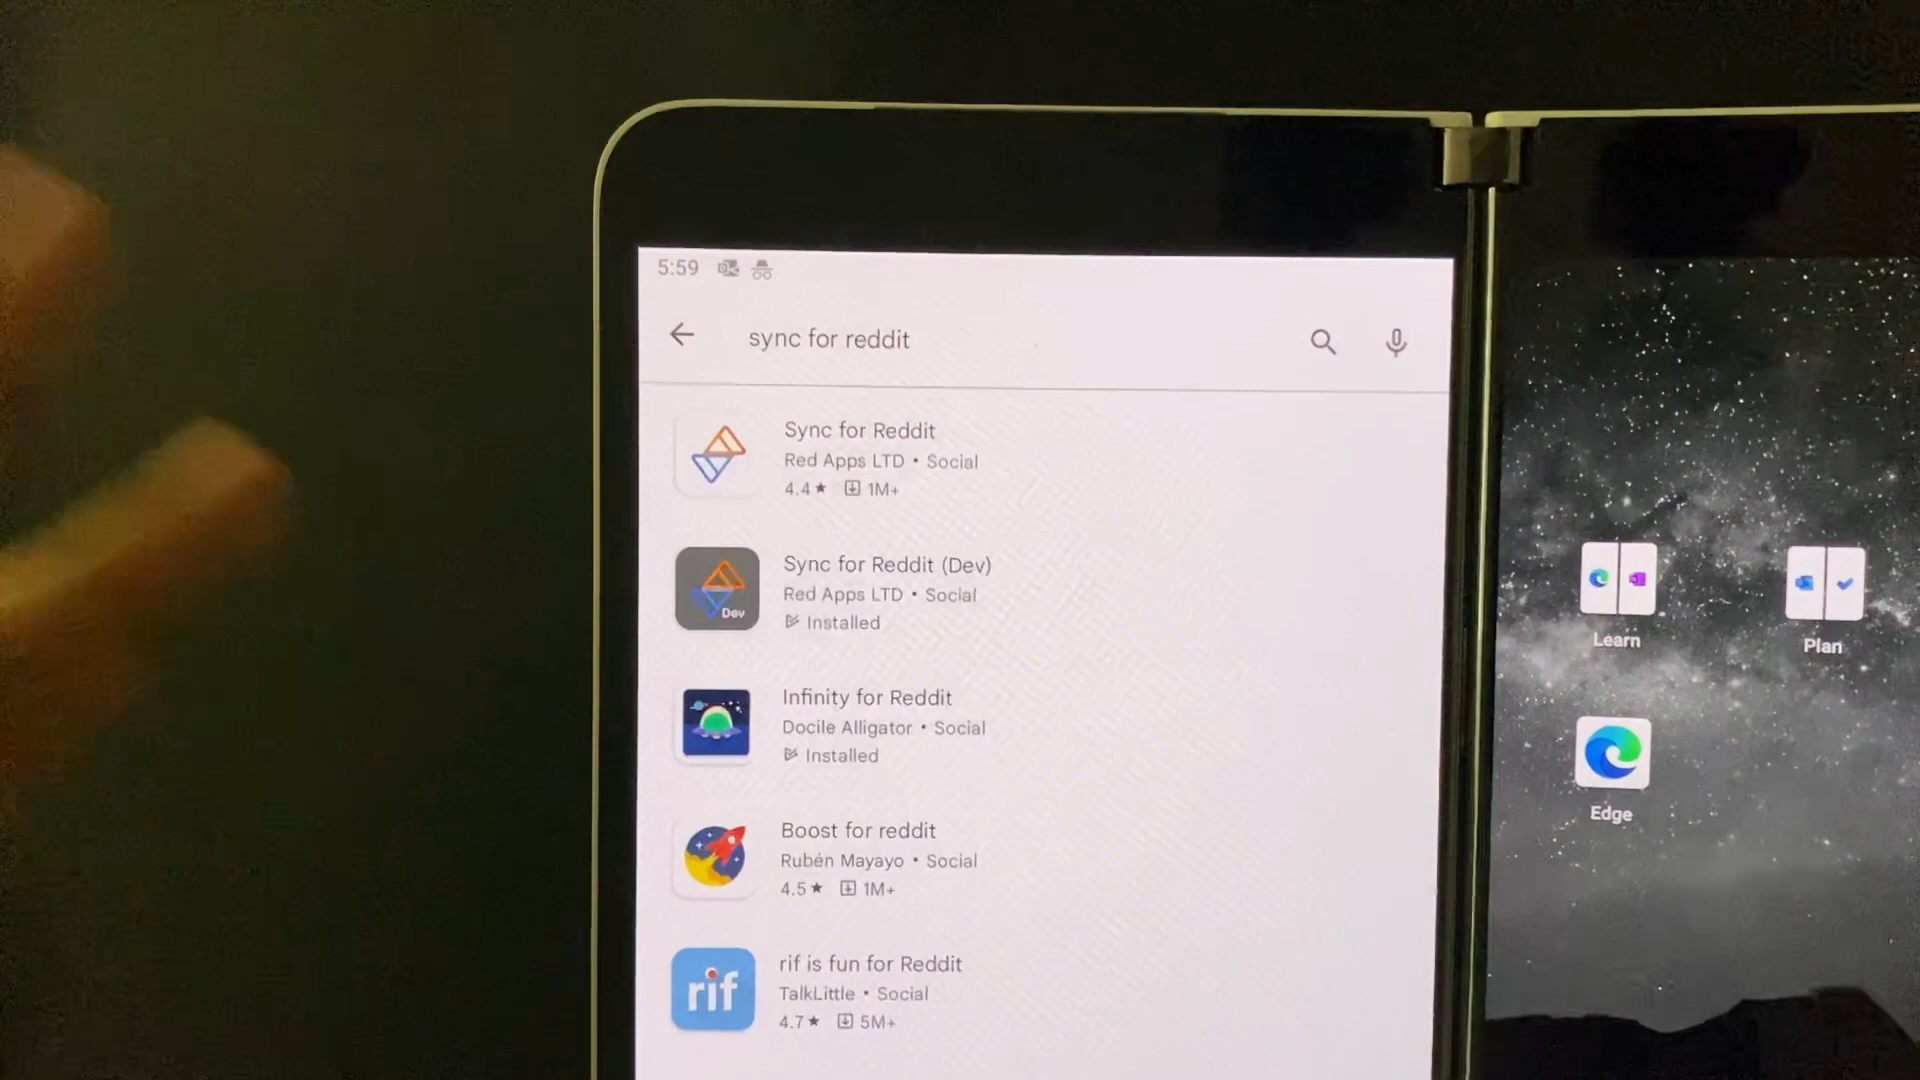 5:59
sync for reddit
Sync for Reddit
Red Apps LTD • Social
4.4★ 1M+
Dev
Sync for Reddit (Dev)
Red Apps LTD • Social
Installed
Infinity for Reddit
Docile Alligator • Social
Installed
Boost for reddit
Rubén Mayayo • Social
4.5★ 1M+
rif
rif is fun for Reddit
TalkLittle • Social
4.7★ 5M+
Learn
Plan
Edge